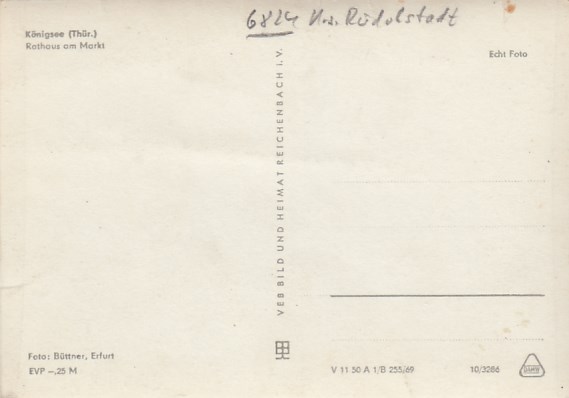 6824 Krs. Rudolstadt
Königsee (Thür.)
Rathaus am Markt
Echt Foto
VEB BILD UND HEIMAT REICHENBACH I. V.
Foto: Büttner, Erfurt
EVP –,25 M
V 11 50 A 1/B 255/69
10/3286